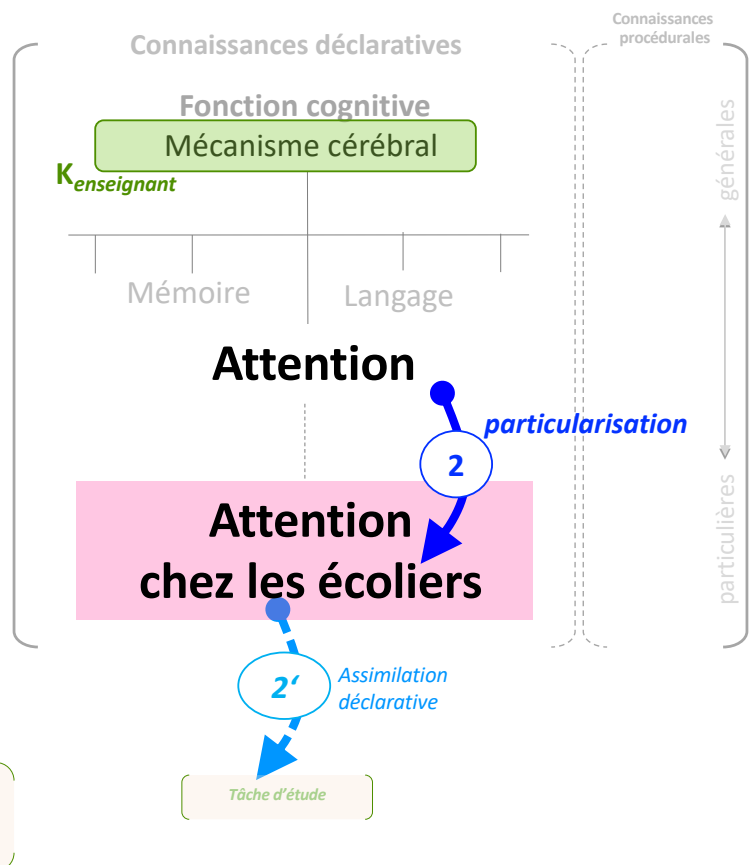 Connaissances
procédurales
Connaissances déclaratives
Fonction cognitive
Mécanisme cérébral
Kenseignant
générales
Mémoire
Langage
Attention
particularisation
2
particulières
Attention
chez les écoliers
2‘
Assimilation
déclarative
Tâche d’étude